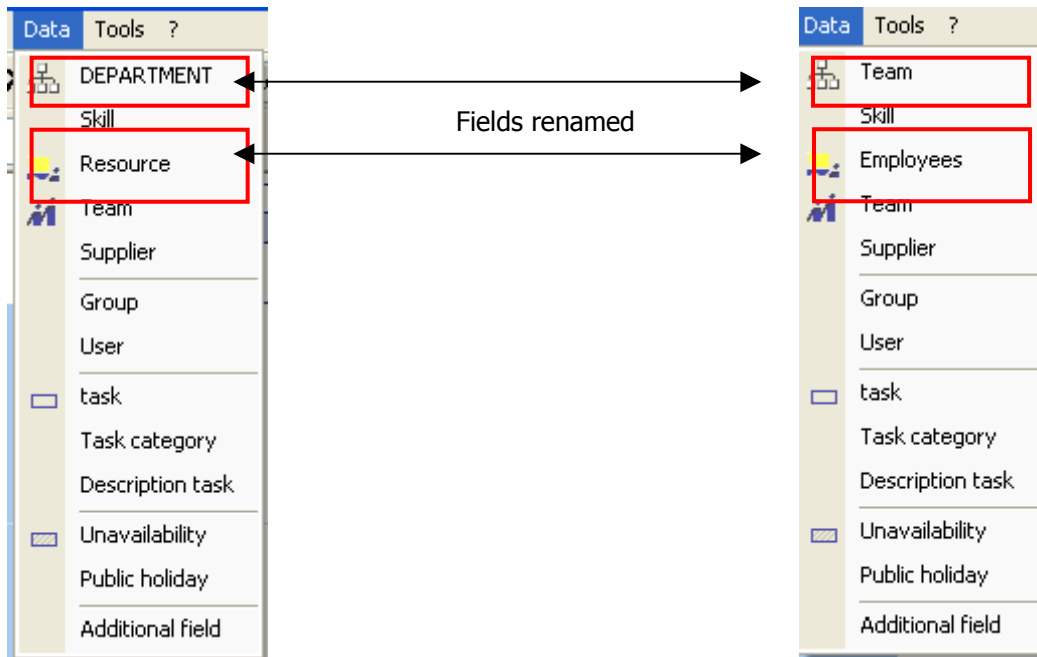 Data Tools ?
DEPARTMENT
Skill
Resource
Team
Supplier
Group
User
task
Task category
Description task
Unavailability
Public holiday
Additional field
Fields renamed
Data Tools ?
Team
Skill
Employees
Team
Supplier
Group
User
task
Task category
Description task
Unavailability
Public holiday
Additional field